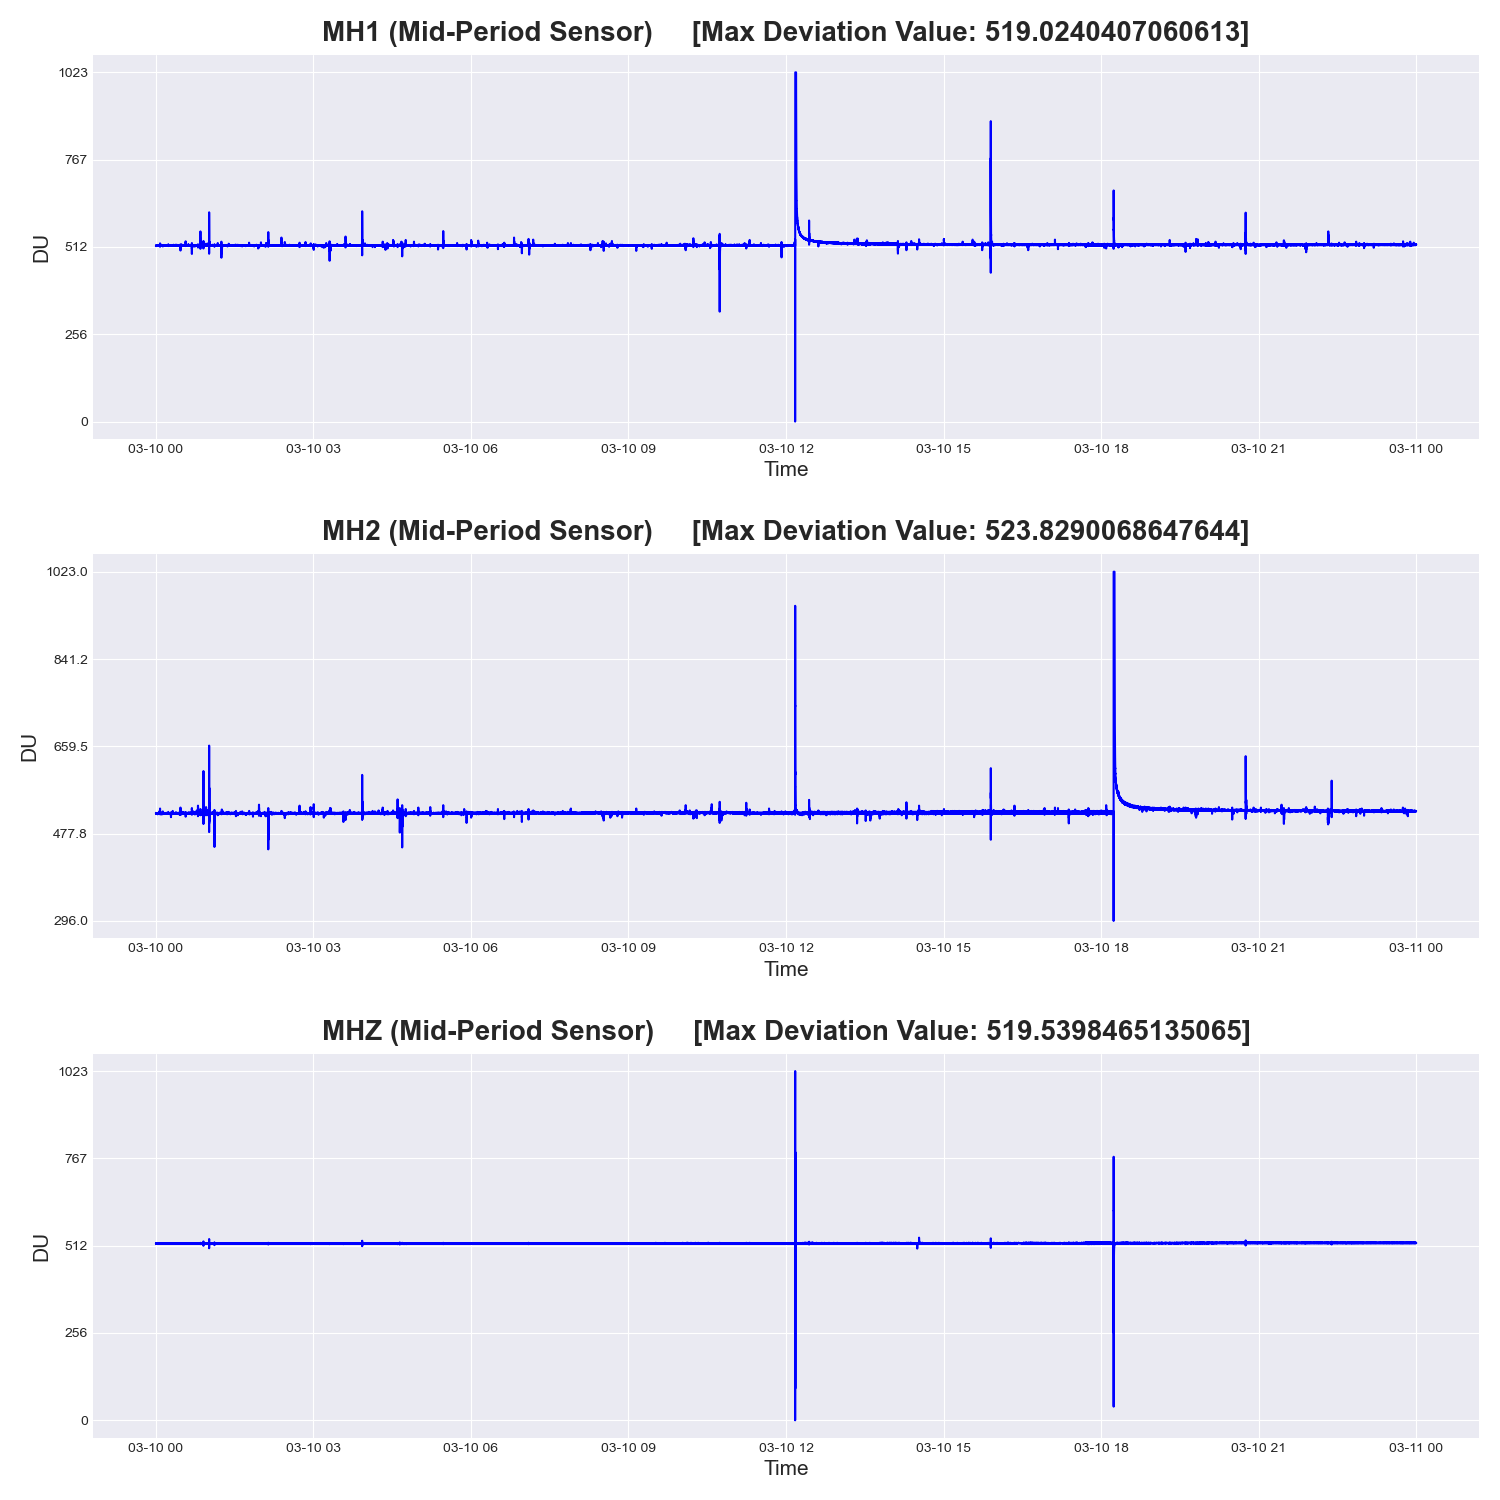 MH1 (Mid-Period Sensor) [Max Deviation Value: 519.0240407060613]
1023
767
512
256
0
DU
03-10 00 03-10 03 03-10 06 03-10 09 03-10 12 03-10 15 03-10 18 03-10 21 03-11 00
Time
MH2 (Mid-Period Sensor) [Max Deviation Value: 523.8290068647644]
1023.0
841.2
659.5
477.8
296.0
DU
03-10 00 03-10 03 03-10 06 03-10 09 03-10 12 03-10 15 03-10 18 03-10 21 03-11 00
Time
MHZ (Mid-Period Sensor) [Max Deviation Value: 519.5398465135065]
1023
767
512
256
0
DU
03-10 00 03-10 03 03-10 06 03-10 09 03-10 12 03-10 15 03-10 18 03-10 21 03-11 00
Time